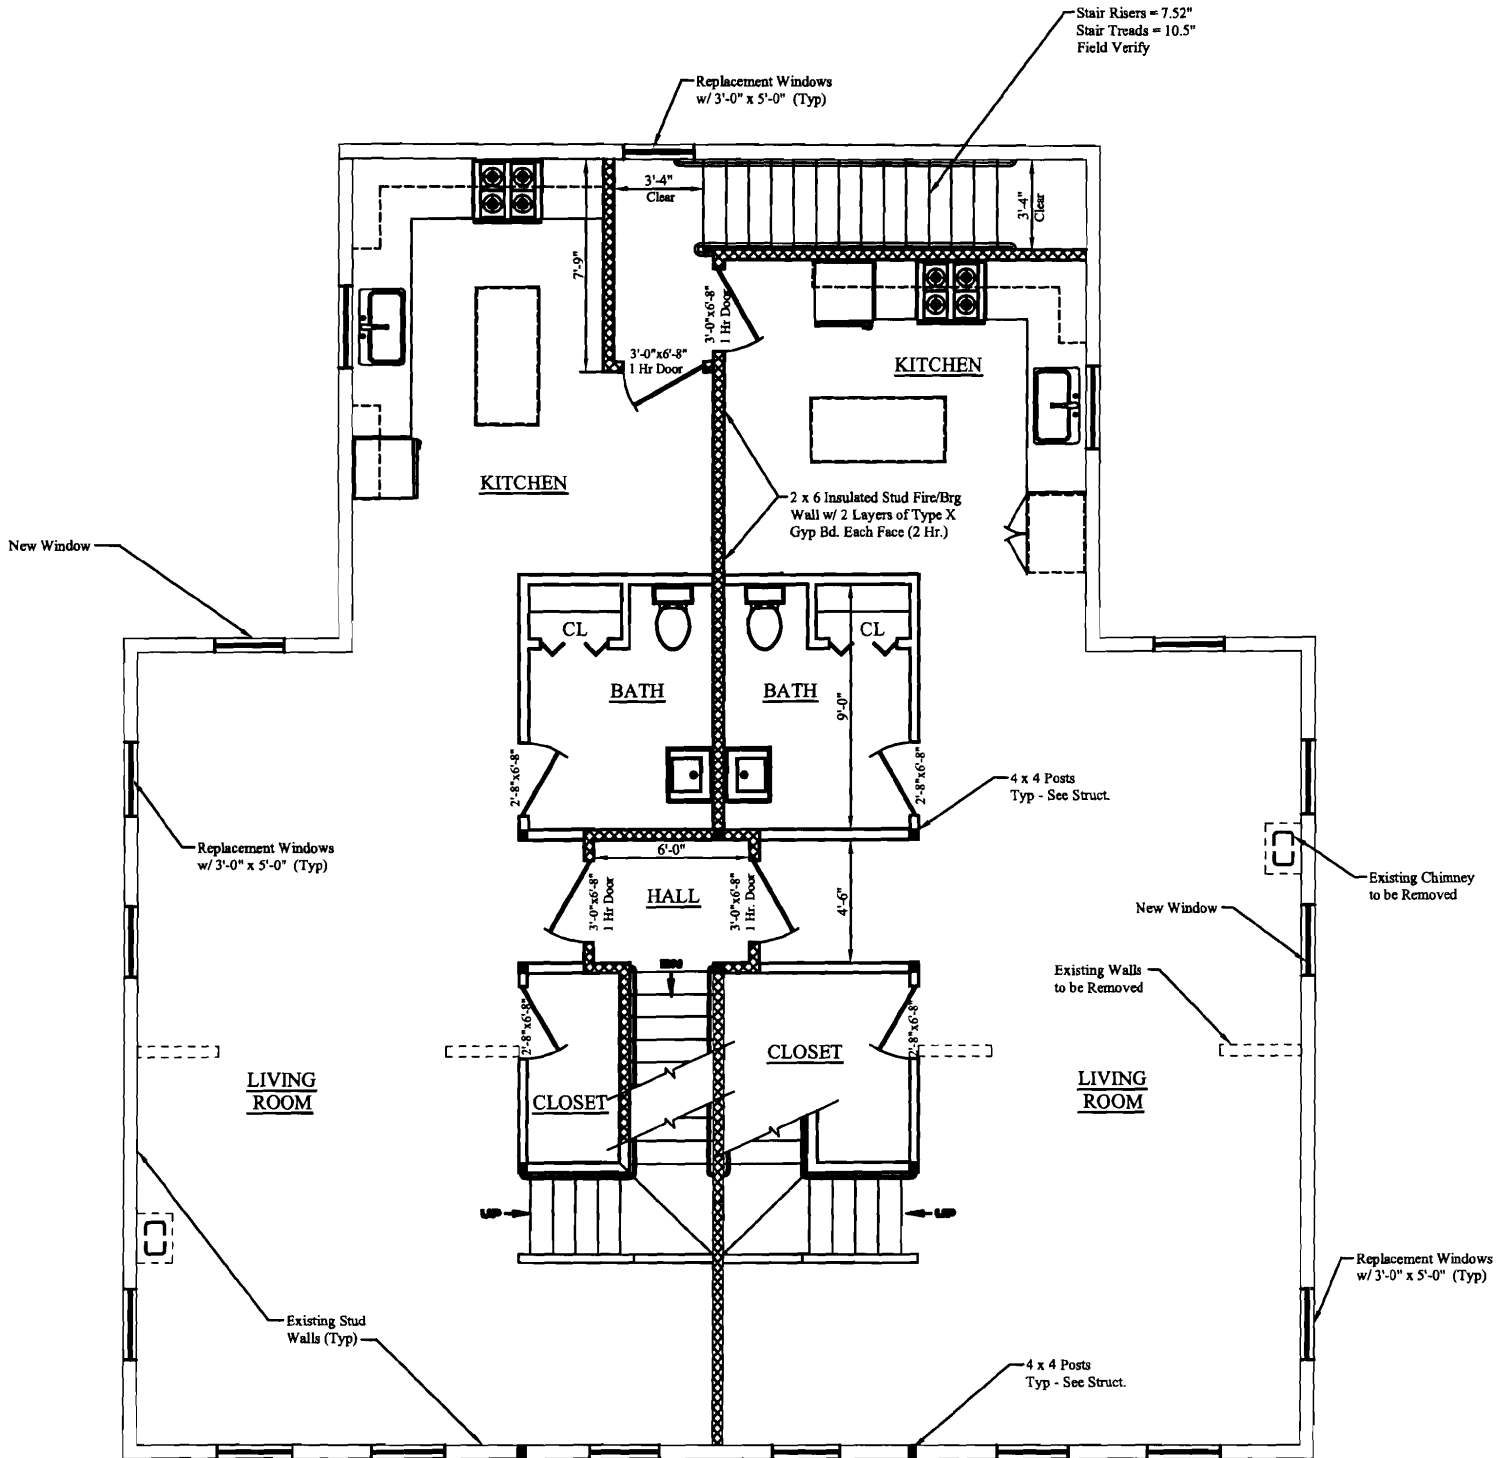 Stair Risers = 7.52"
Stair Treads = 10.5"
Field Verify
Replacement Windows
w/ 3'-0" x 5'-0" (Typ)
3'-4"
Clear
3'-4"
Clear
7'-9"
3'-0"x6'-8"
1 Hr Door
3'-0"x6'-8"
1 Hr Door
KITCHEN
KITCHEN
2 x 6 Insulated Stud Fire/Brg
Wall w/ 2 Layers of Type X
Gyp Bd. Each Face (2 Hr.)
New Window
CL
CL
BATH
BATH
9'-0"
2'-8"x6'-8"
2'-8"x6'-8"
4 x 4 Posts
Typ - See Struct.
Replacement Windows
w/ 3'-0" x 5'-0" (Typ)
6'-0"
HALL
3'-0"x6'-8"
1 Hr Door
3'-0"x6'-8"
1 Hr. Door
4'-6"
Existing Chimney
to be Removed
New Window
Existing Walls
to be Removed
2'-8"x6'-8"
2'-8"x6'-8"
CLOSET
CLOSET
LIVING
ROOM
LIVING
ROOM
UP
UP
Replacement Windows
w/ 3'-0" x 5'-0" (Typ)
Existing Stud
Walls (Typ)
4 x 4 Posts
Typ - See Struct.